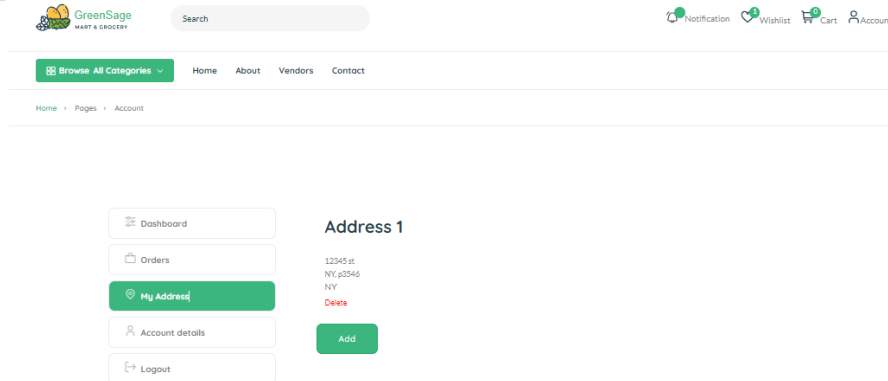 GreenSage
MART & GROCERY
Search
Notification
1
Wishlist
0
Cart
Accoun
Browse All Categories
Home
About
Vendors
Contact
Home › Pages › Account
Dashboard
Orders
My Address
Account details
Logout
Address 1
12345 st
NY, p3546
NY
Delete
Add